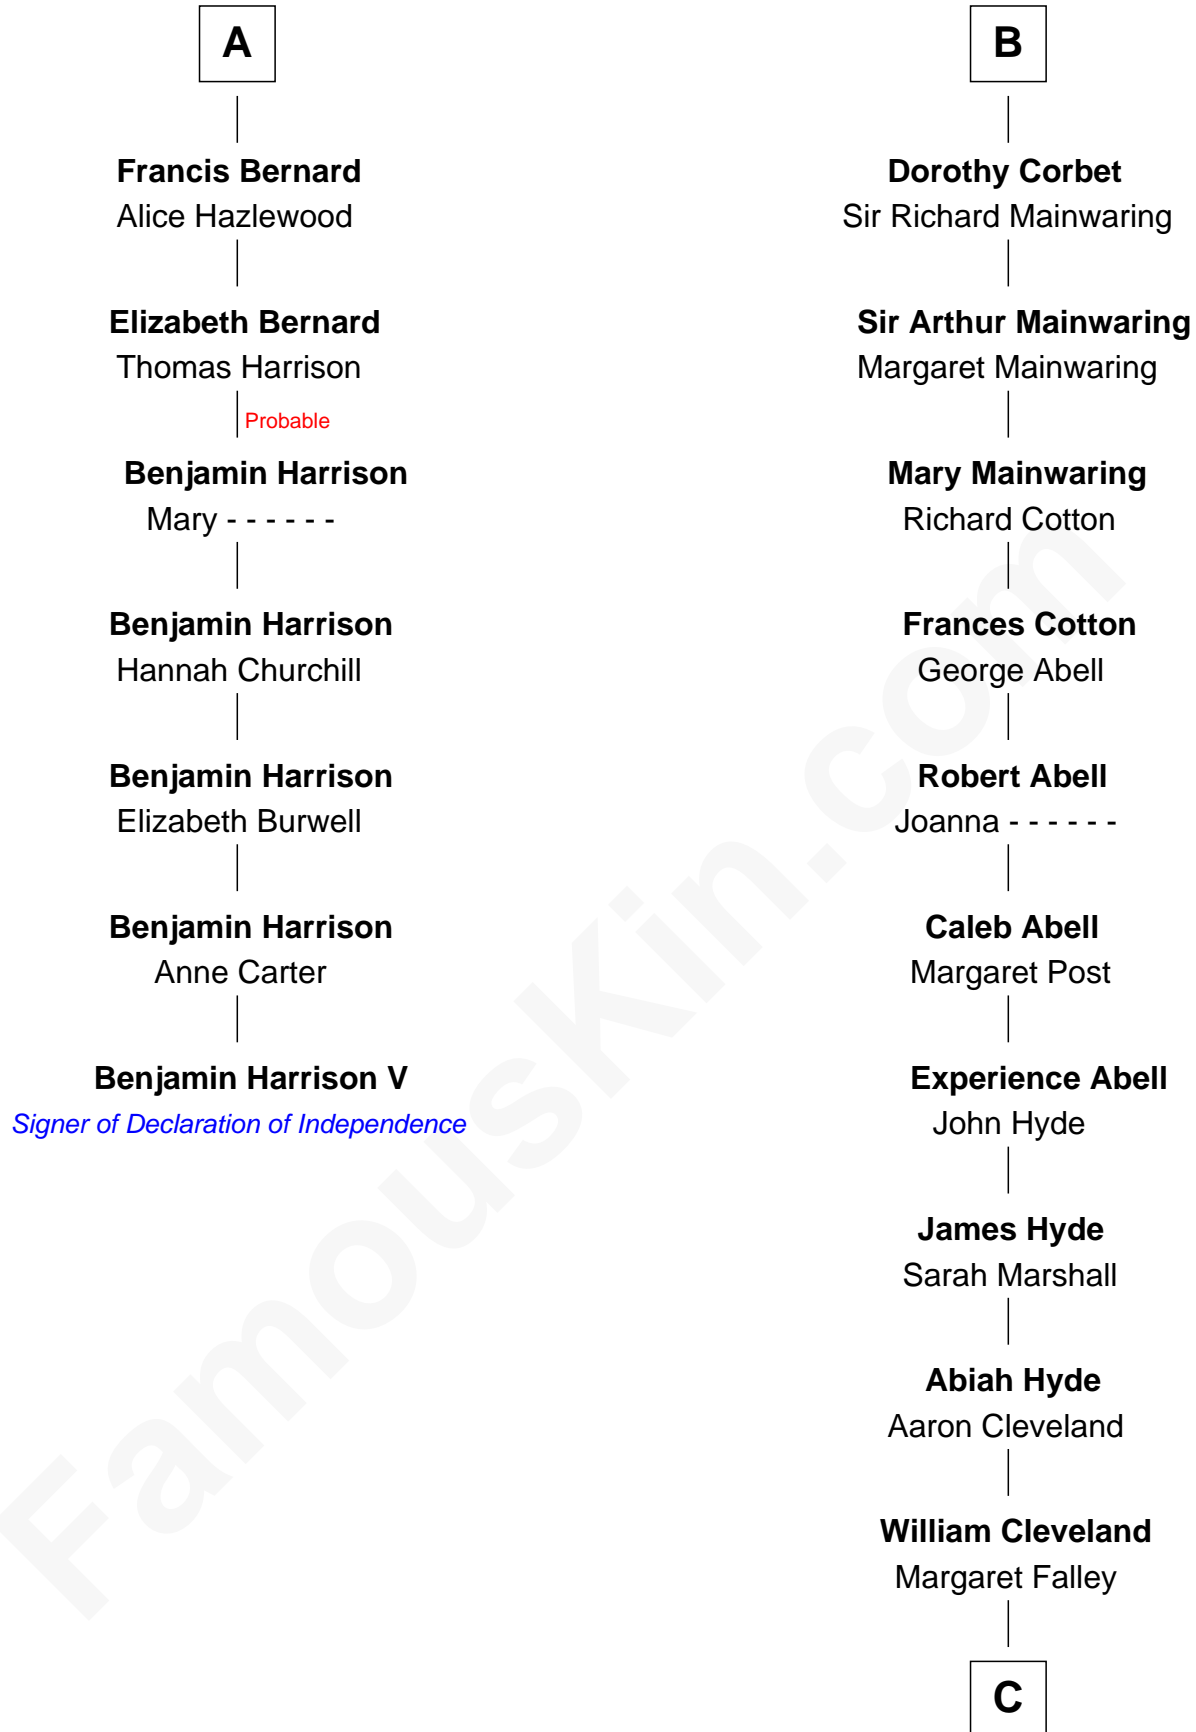 A
Francis Bernard
Alice Hazlewood
Elizabeth Bernard
Thomas Harrison
Probable
Benjamin Harrison
Mary - - - - - -
Benjamin Harrison
Hannah Churchill
Benjamin Harrison
Elizabeth Burwell
Benjamin Harrison
Anne Carter
Benjamin Harrison V
Signer of Declaration of Independence
B
Dorothy Corbet
Sir Richard Mainwaring
Sir Arthur Mainwaring
Margaret Mainwaring
Mary Mainwaring
Richard Cotton
Frances Cotton
George Abell
Robert Abell
Joanna - - - - - -
Caleb Abell
Margaret Post
Experience Abell
John Hyde
James Hyde
Sarah Marshall
Abiah Hyde
Aaron Cleveland
William Cleveland
Margaret Falley
C
FamousKin.com